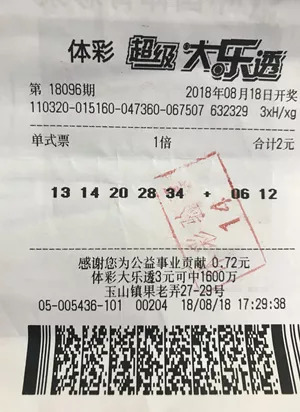 体彩 超级大乐透
第 18096期 2018年08月18日开奖
110320-015160-047360-067507 632329 3xH/xg
单式票 1倍 合计2元
13 14 20 28 34 + 06 12
14
感谢您为公益事业贡献 0.72元
体彩大乐透3元可中1600万
玉山镇果老弄27-29号
05-005436-101 00204 18/08/18 17:29:38